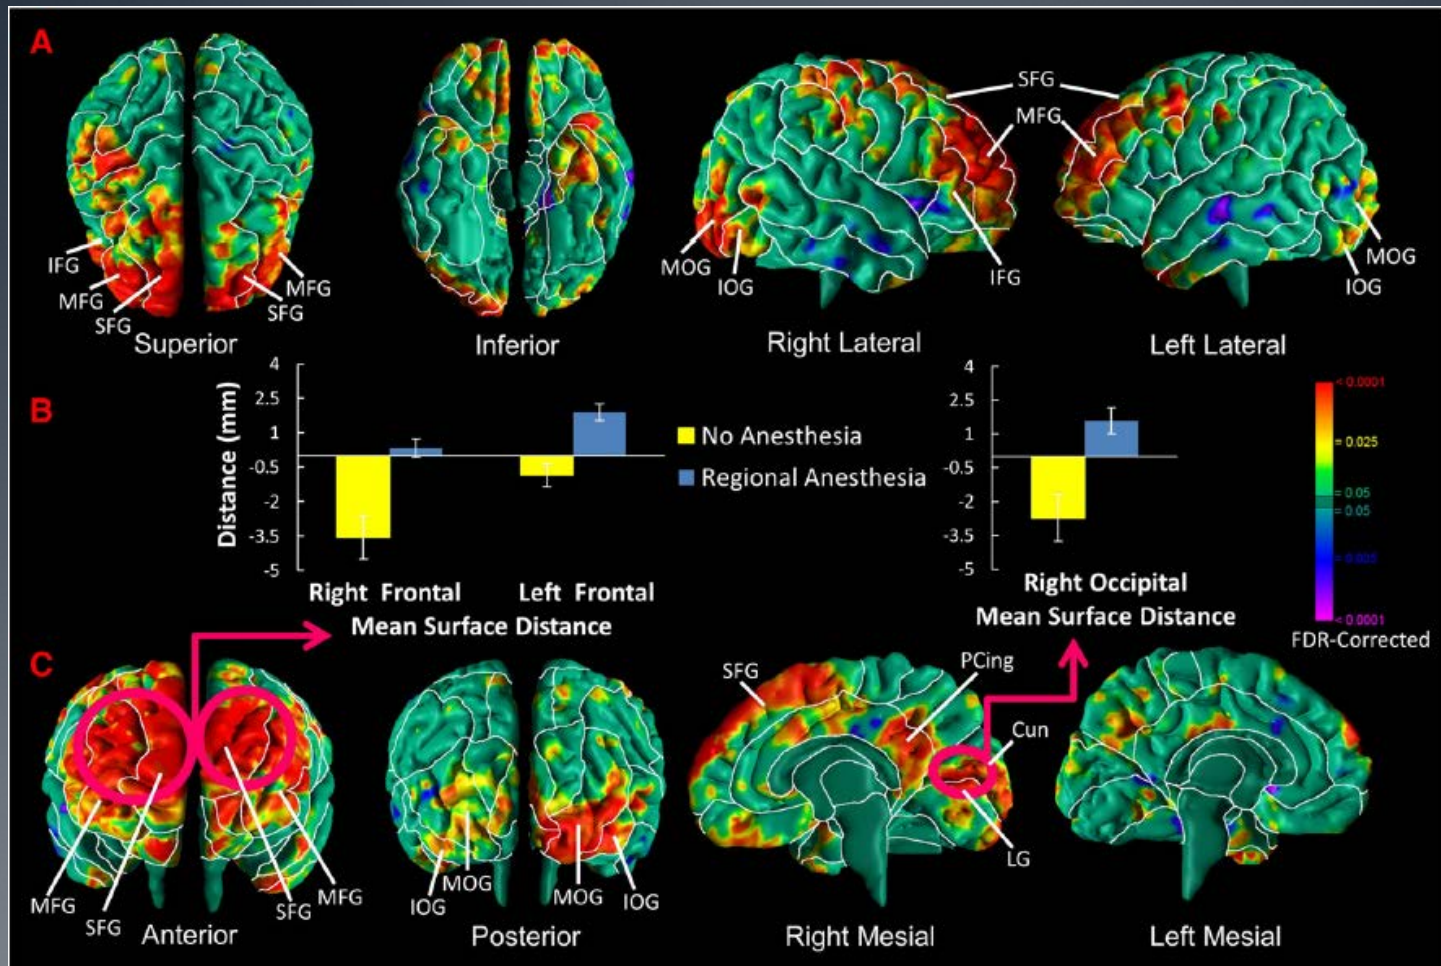 A
SFG
MFG
IFG
MFG
SFG
MFG
SFG
MOG
IOG
IFG
MOG
IOG
Superior
Inferior
Right Lateral
Left Lateral
B
Distance (mm)
4
2.5
1
-0.5
-2
-3.5
-5
Right Frontal
Left Frontal
Mean Surface Distance
No Anesthesia
Regional Anesthesia
4
2.5
1
-0.5
-2
-3.5
-5
Right Occipital
Mean Surface Distance
< 0.0001
= 0.025
= 0.05
= 0.05
= 0.005
< 0.0001
FDR-Corrected
C
SFG
PCing
Cun
LG
MFG
SFG
SFG
MFG
IOG
MOG
MOG
IOG
Anterior
Posterior
Right Mesial
Left Mesial